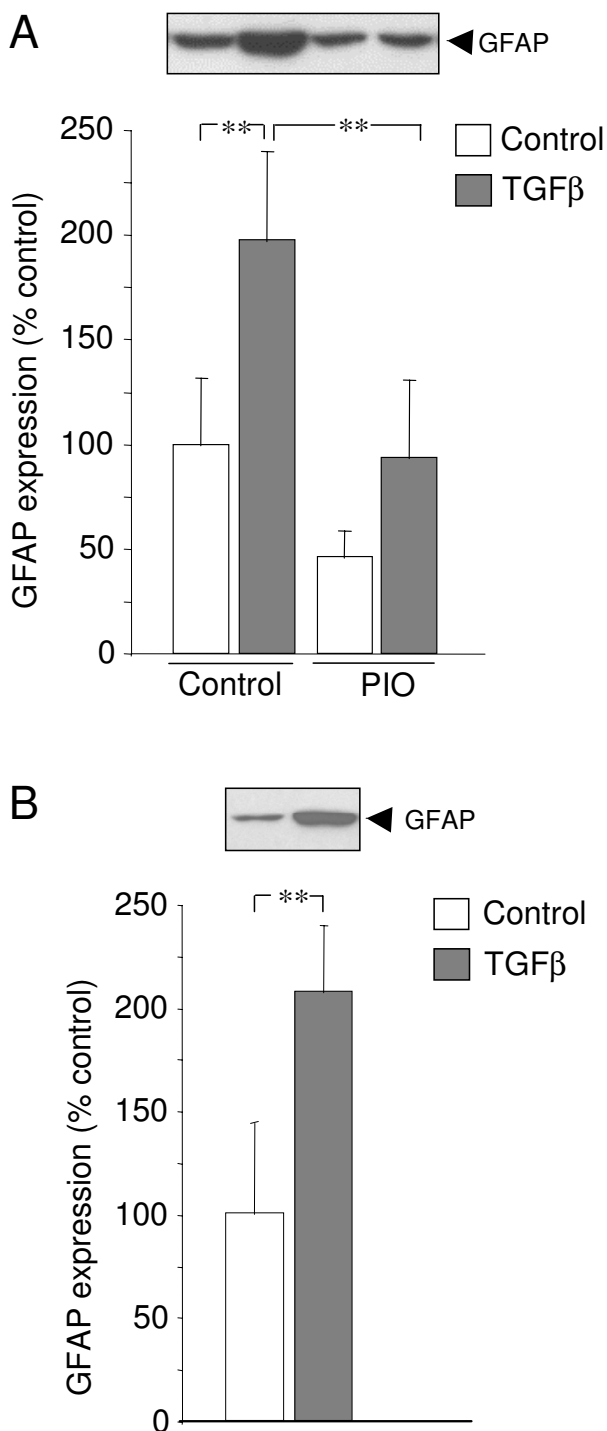 A
GFAP
250
200
150
100
50
0
GFAP expression (% control)
**
**
Control
TGFβ
Control
PIO
B
GFAP
250
200
150
100
50
0
GFAP expression (% control)
**
Control
TGFβ